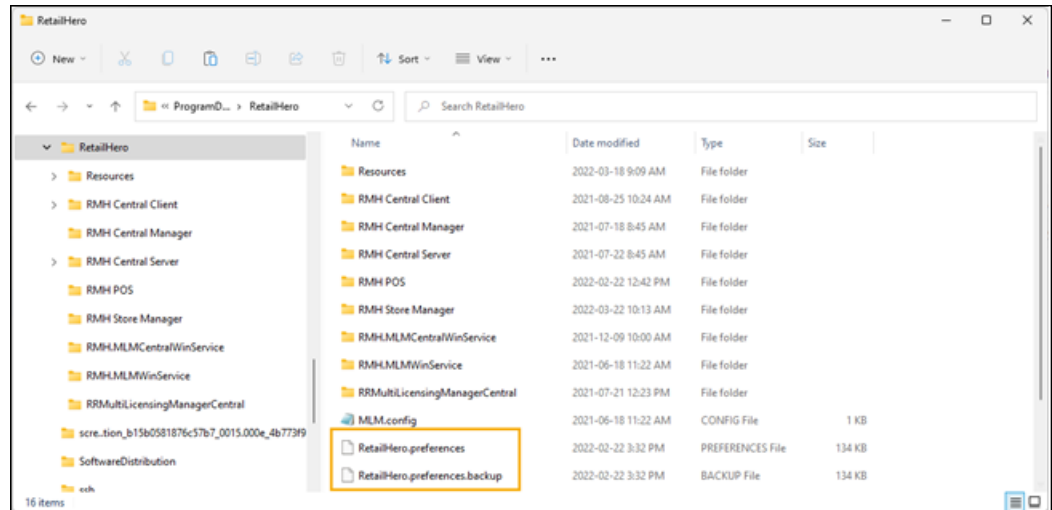 RetailHero
New
Sort
View
« ProgramD... › RetailHero
Search RetailHero
RetailHero
Resources
RMH Central Client
RMH Central Manager
RMH Central Server
RMH POS
RMH Store Manager
RMH.MLMCentralWinService
RMH.MLMWinService
RRMultiLicensingManagerCentral
scre..tion_b15b0581876c57b7_0015.000e_4b773f9
SoftwareDistribution
ssh
Name Date modified Type Size
Resources 2022-03-18 9:09 AM File folder
RMH Central Client 2021-08-25 10:24 AM File folder
RMH Central Manager 2021-07-18 8:45 AM File folder
RMH Central Server 2021-07-22 8:45 AM File folder
RMH POS 2022-02-22 12:42 PM File folder
RMH Store Manager 2022-03-22 10:13 AM File folder
RMH.MLMCentralWinService 2021-12-09 10:00 AM File folder
RMH.MLMWinService 2021-06-18 11:22 AM File folder
RRMultiLicensingManagerCentral 2021-07-21 12:23 PM File folder
MLM.config 2021-06-18 11:22 AM CONFIG File 1 KB
RetailHero.preferences 2022-02-22 3:32 PM PREFERENCES File 134 KB
RetailHero.preferences.backup 2022-02-22 3:32 PM BACKUP File 134 KB
16 items